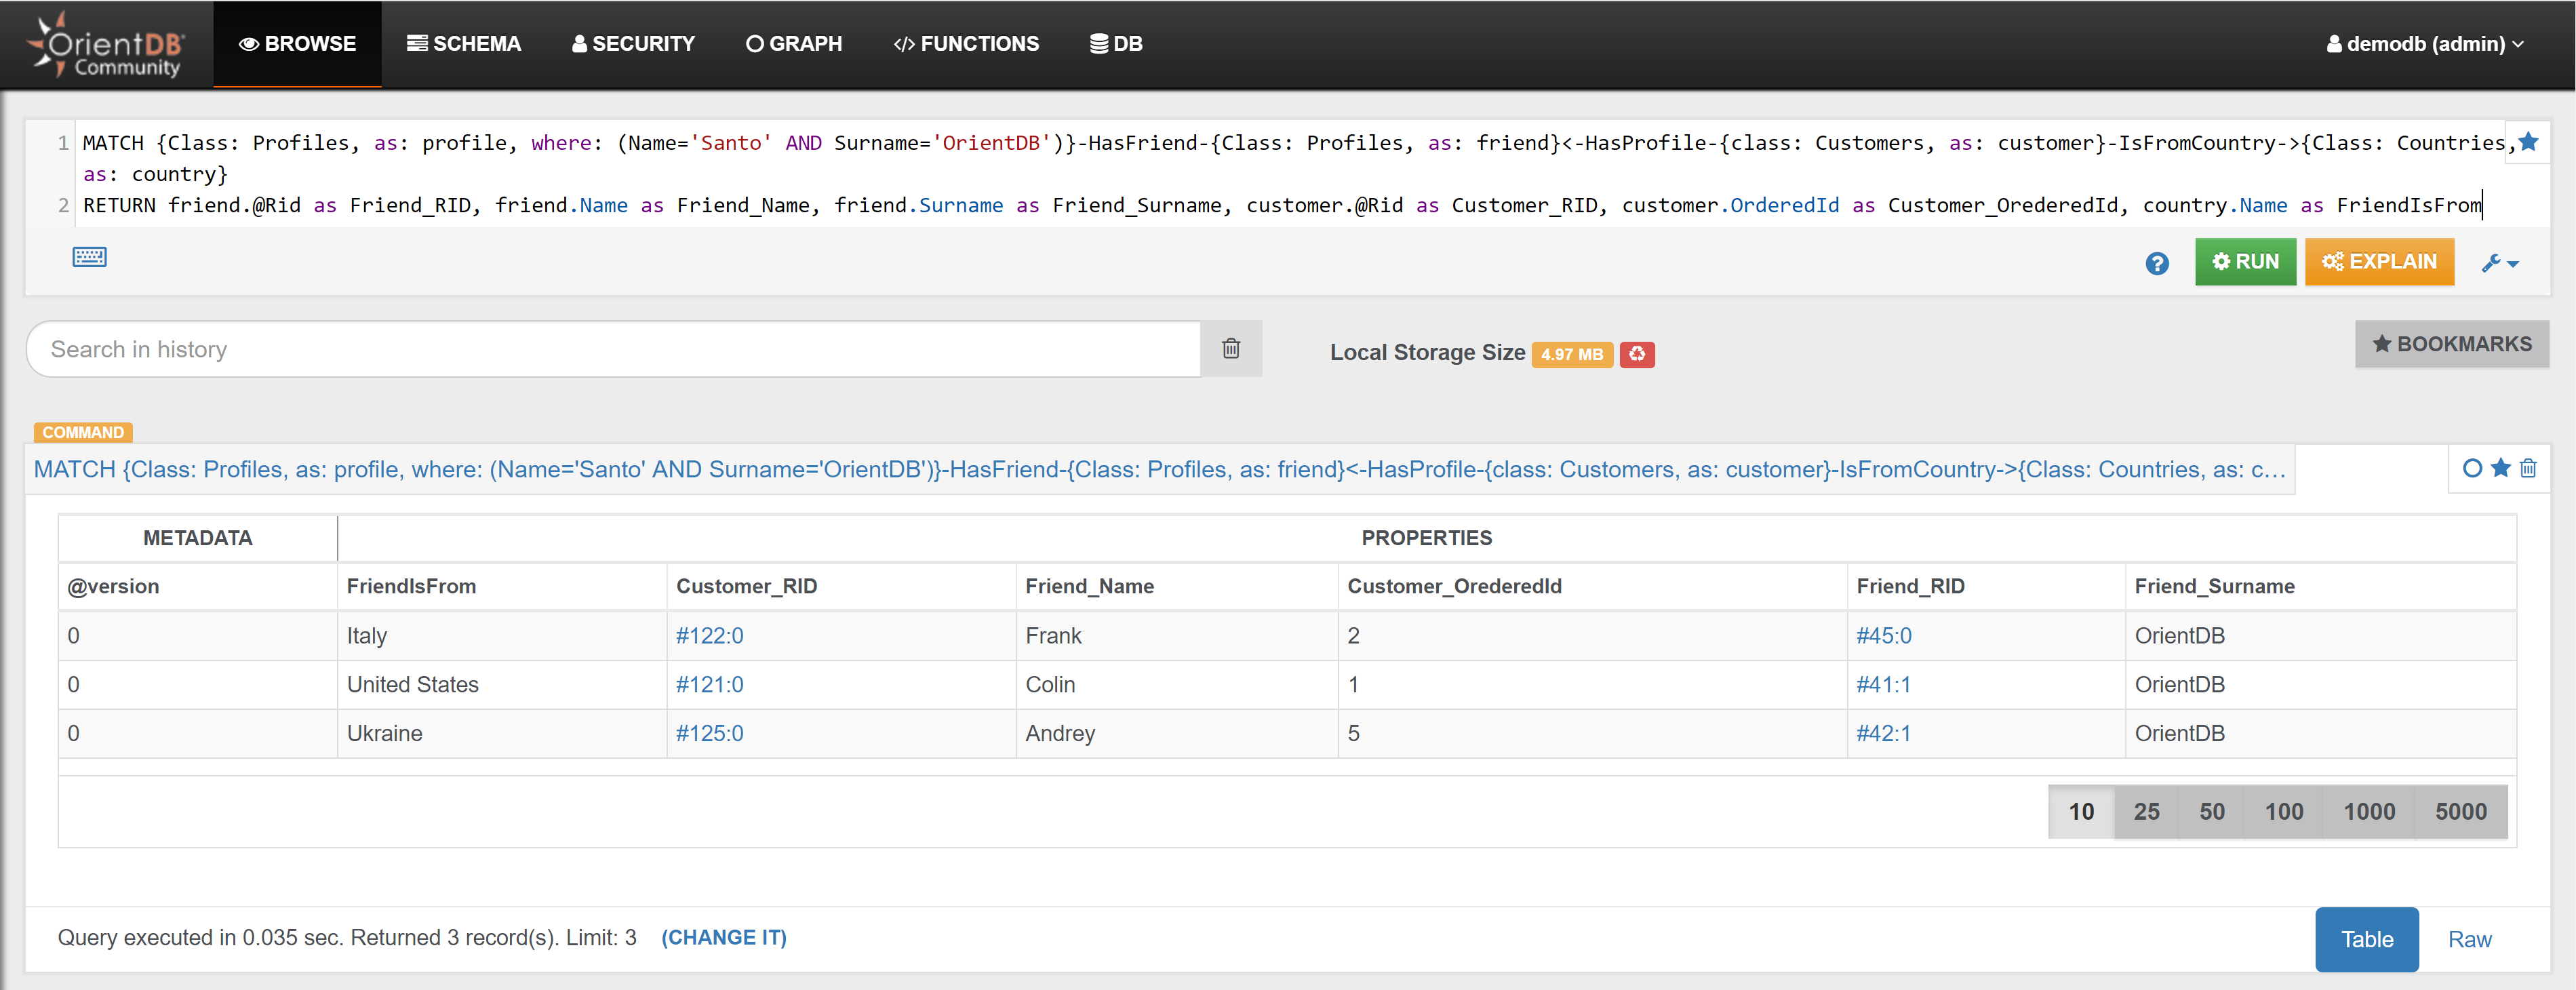 OrientDB
Community
BROWSE
SCHEMA
SECURITY
GRAPH
FUNCTIONS
DB
demodb (admin)
1 MATCH {Class: Profiles, as: profile, where: (Name='Santo' AND Surname='OrientDB')}-HasFriend-{Class: Profiles, as: friend}<-HasProfile-{class: Customers, as: customer}-IsFromCountry->{Class: Countries,
as: country}
2 RETURN friend.@Rid as Friend_RID, friend.Name as Friend_Name, friend.Surname as Friend_Surname, customer.@Rid as Customer_RID, customer.OrderedId as Customer_OrederedId, country.Name as FriendIsFrom
?
RUN
EXPLAIN
Search in history
Local Storage Size 4.97 MB
BOOKMARKS
COMMAND
MATCH {Class: Profiles, as: profile, where: (Name='Santo' AND Surname='OrientDB')}-HasFriend-{Class: Profiles, as: friend}<-HasProfile-{class: Customers, as: customer}-IsFromCountry->{Class: Countries, as: c...
METADATA PROPERTIES
@version FriendIsFrom Customer_RID Friend_Name Customer_OrederedId Friend_RID Friend_Surname
0 Italy #122:0 Frank 2 #45:0 OrientDB
0 United States #121:0 Colin 1 #41:1 OrientDB
0 Ukraine #125:0 Andrey 5 #42:1 OrientDB
10 25 50 100 1000 5000
Query executed in 0.035 sec. Returned 3 record(s). Limit: 3 (CHANGE IT)
Table Raw